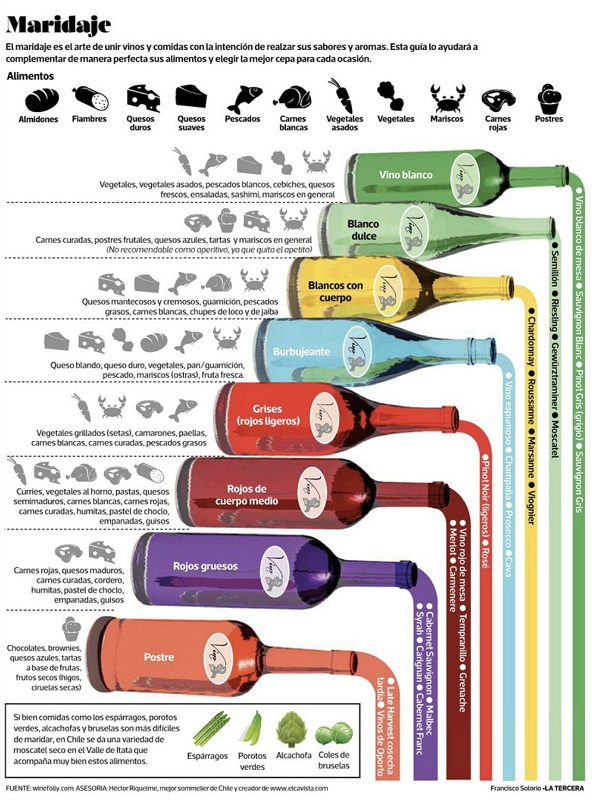 Maridaje
El maridaje es el arte de unir vinos y comidas con la intención de realzar sus sabores y aromas. Esta guía lo ayudará a
complementar de manera perfecta sus alimentos y elegir la mejor cepa para cada ocasión.
Alimentos
Almidones
Fiambres
Quesos
duros
Quesos
suaves
Pescados
Carnes
blancas
Vegetales
asados
Vegetales
Mariscos
Carnes
rojas
Postres
Vegetales, vegetales asados, pescados blancos, cebiches, quesos
frescos, ensaladas, sashimi, mariscos en general
Vino blanco
Carnes curadas, postres frutales, quesos azules, tartas y mariscos en general
(No recomendable como aperitivo, ya que quita el apetito)
Blanco
dulce
Quesos mantecosos y cremosos, guarnición, pescados
grasos, carnes blancas, chupes de loco y de jaiba
Blancos con
cuerpo
Queso blando, queso duro, vegetales, pan/guarnición,
pescado, mariscos (ostras), fruta fresca.
Burbujeante
Vegetales grillados (setas), camarones, paellas,
carnes blancas, carnes curadas, pescados grasos
Grises
(rojos ligeros)
Curries, vegetales al horno, pastas, quesos
semimaduros, carnes blancas, carnes rojas,
carnes curadas, humitas, pastel de choclo,
empanadas, guisos
Rojos de
cuerpo medio
Carnes rojas, quesos maduros,
carnes curadas, cordero,
humitas, pastel de choclo,
empanadas, guisos
Rojos gruesos
Chocolates, brownies,
quesos azules, tartas
a base de frutas,
frutos secos (higos,
ciruelas secas)
Postre
● Vino blanco de mesa ● Sauvignon Blanc ● Pinot Gris (grigio) ● Sauvignon Gris
● Semillón ● Riesling ● Gewürztraminer ● Moscatel
● Chardonnay ● Roussanne ● Marsanne ● Viognier
● Vino espumoso ● Champaña ● Prosecco ● Cava
● Pinot Noir (ligeros) ● Rosé
● Vino rojo de mesa ● Tempranillo ● Grenache
● Merlot ● Carmenere
● Cabernet Sauvignon ● Malbec
● Syrah ● Carignan ● Cabernet Franc
● Late Harvest cosecha
tardía ● Vinos de Oporto
Si bien comidas como los espárragos, porotos
verdes, alcachofas y bruselas son más difíciles
de maridar, en Chile se da una variedad de
moscatel seco en el Valle de Itata que
acompaña muy bien estos alimentos.
Espárragos
Porotos
verdes
Alcachofa
Coles de
bruselas
FUENTE: winefolly.com ASESORIA: Héctor Riquelme, mejor sommelier de Chile y creador de www.elcavista.com
Francisco Solorio •LA TERCERA